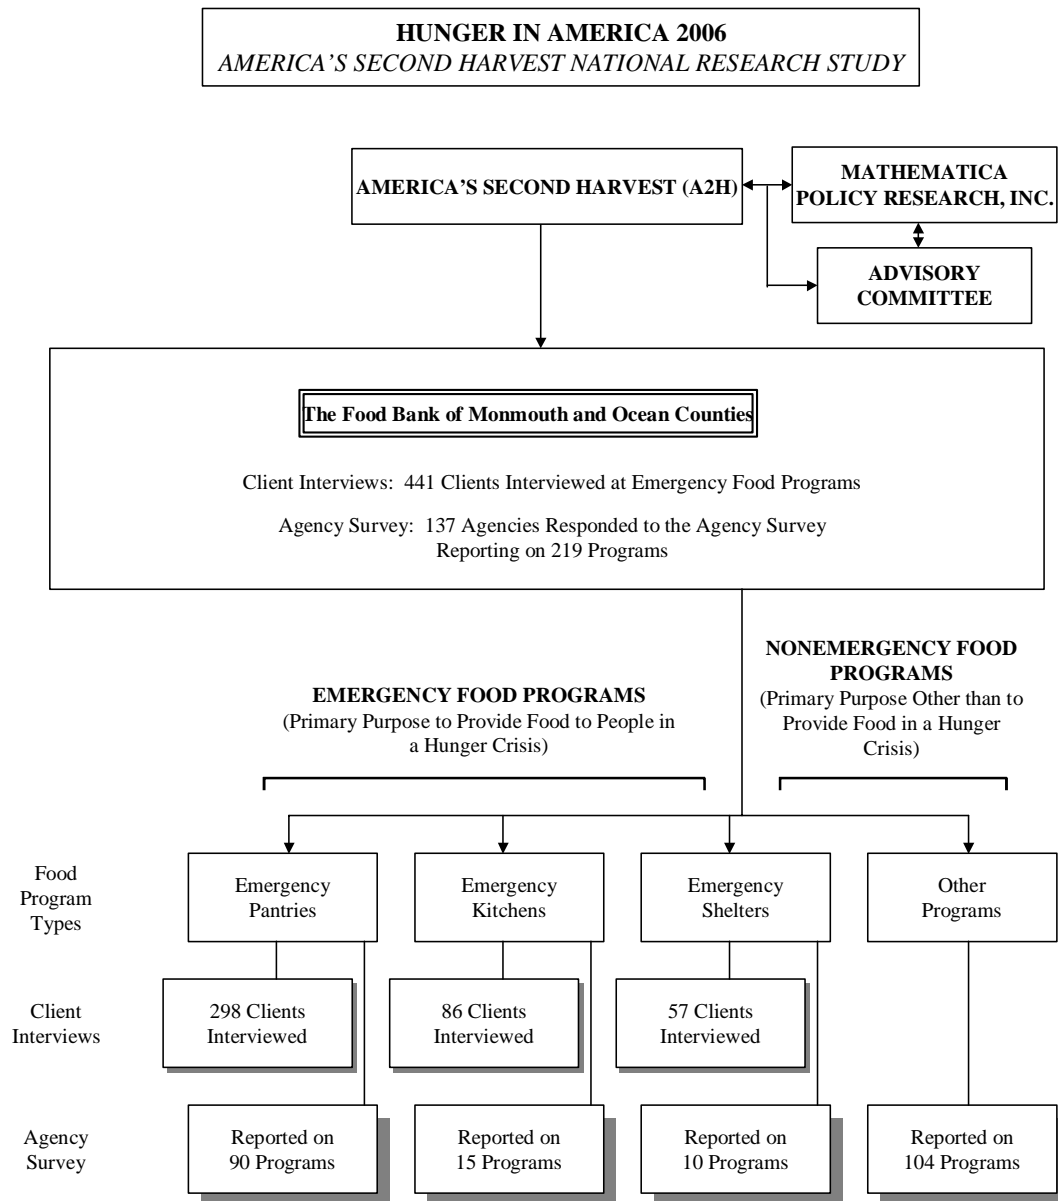 HUNGER IN AMERICA 2006
AMERICA'S SECOND HARVEST NATIONAL RESEARCH STUDY
AMERICA'S SECOND HARVEST (A2H)
MATHEMATICA
POLICY RESEARCH, INC.
ADVISORY
COMMITTEE
The Food Bank of Monmouth and Ocean Counties
Client Interviews: 441 Clients Interviewed at Emergency Food Programs
Agency Survey: 137 Agencies Responded to the Agency Survey
Reporting on 219 Programs
EMERGENCY FOOD PROGRAMS
(Primary Purpose to Provide Food to People in
a Hunger Crisis)
NONEMERGENCY FOOD
PROGRAMS
(Primary Purpose Other than to
Provide Food in a Hunger
Crisis)
Food
Program
Types
Emergency
Pantries
Emergency
Kitchens
Emergency
Shelters
Other
Programs
Client
Interviews
298 Clients
Interviewed
86 Clients
Interviewed
57 Clients
Interviewed
Agency
Survey
Reported on
90 Programs
Reported on
15 Programs
Reported on
10 Programs
Reported on
104 Programs